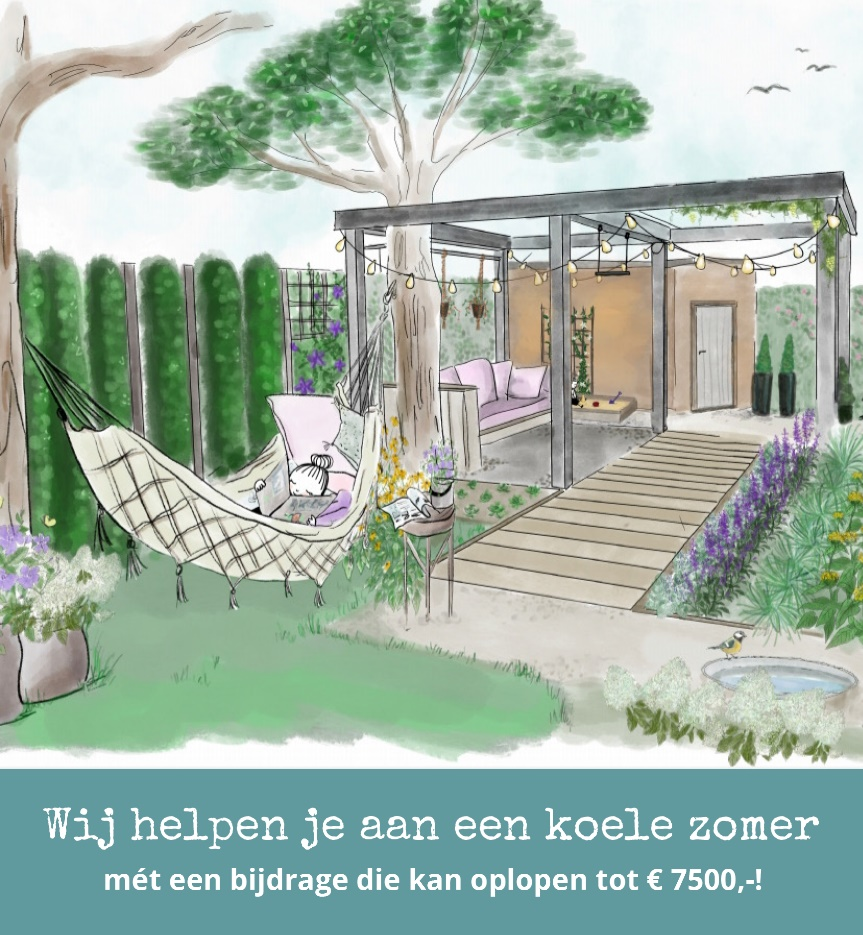 Wij helpen je aan een koele zomer
mét een bijdrage die kan oplopen tot € 7500,-!